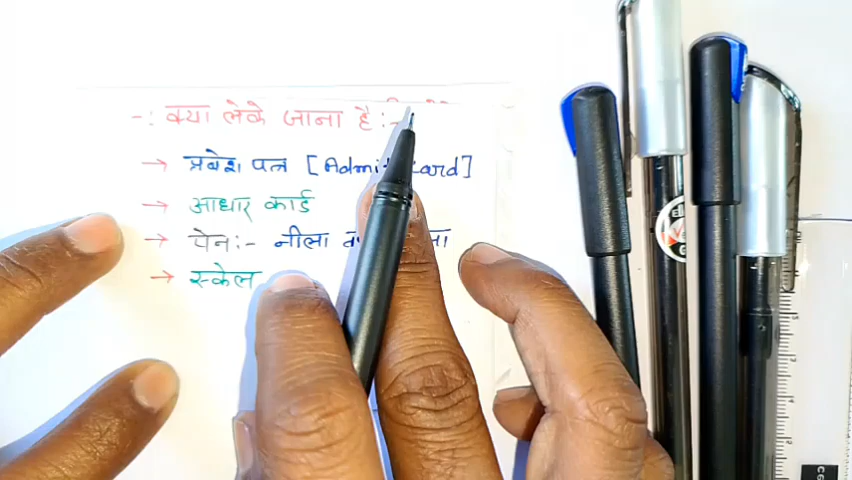 -: क्या लेके जाना है:-
→ प्रवेश पत्र [Admit Card]
→ आधार कार्ड
→ पेन:- नीला
→ स्केल